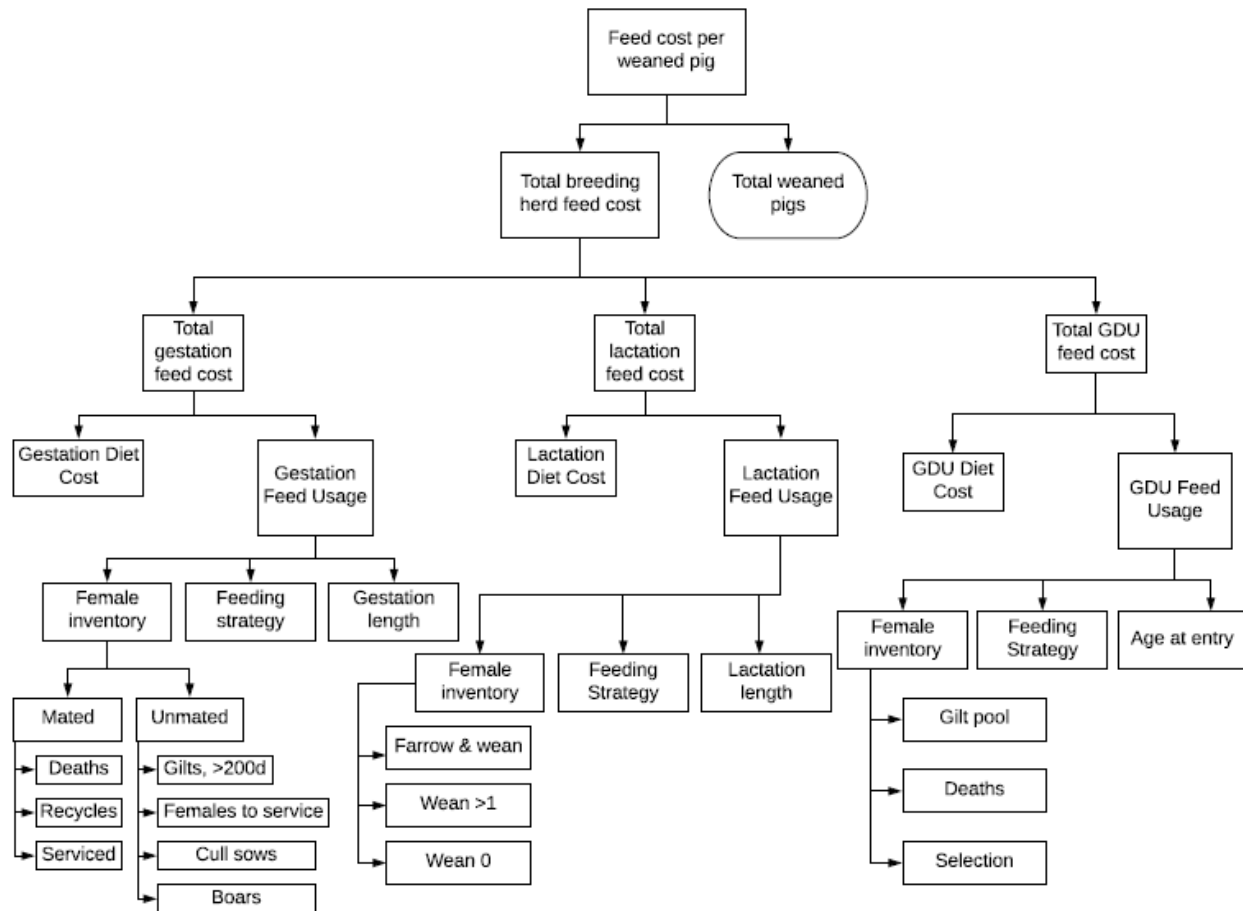 Feed cost per
weaned pig
Total breeding
herd feed cost
Total weaned
pigs
Total
gestation
feed cost
Total
lactation
feed cost
Total GDU
feed cost
Gestation Diet
Cost
Gestation
Feed Usage
Lactation
Diet Cost
Lactation
Feed Usage
GDU Diet
Cost
GDU Feed
Usage
Female
inventory
Feeding
strategy
Gestation
length
Female
inventory
Feeding
Strategy
Lactation
length
Female
inventory
Feeding
Strategy
Age at entry
Mated
Unmated
Deaths
Recycles
Serviced
Gilts, >200d
Females to service
Cull sows
Boars
Farrow & wean
Wean >1
Wean 0
Gilt pool
Deaths
Selection